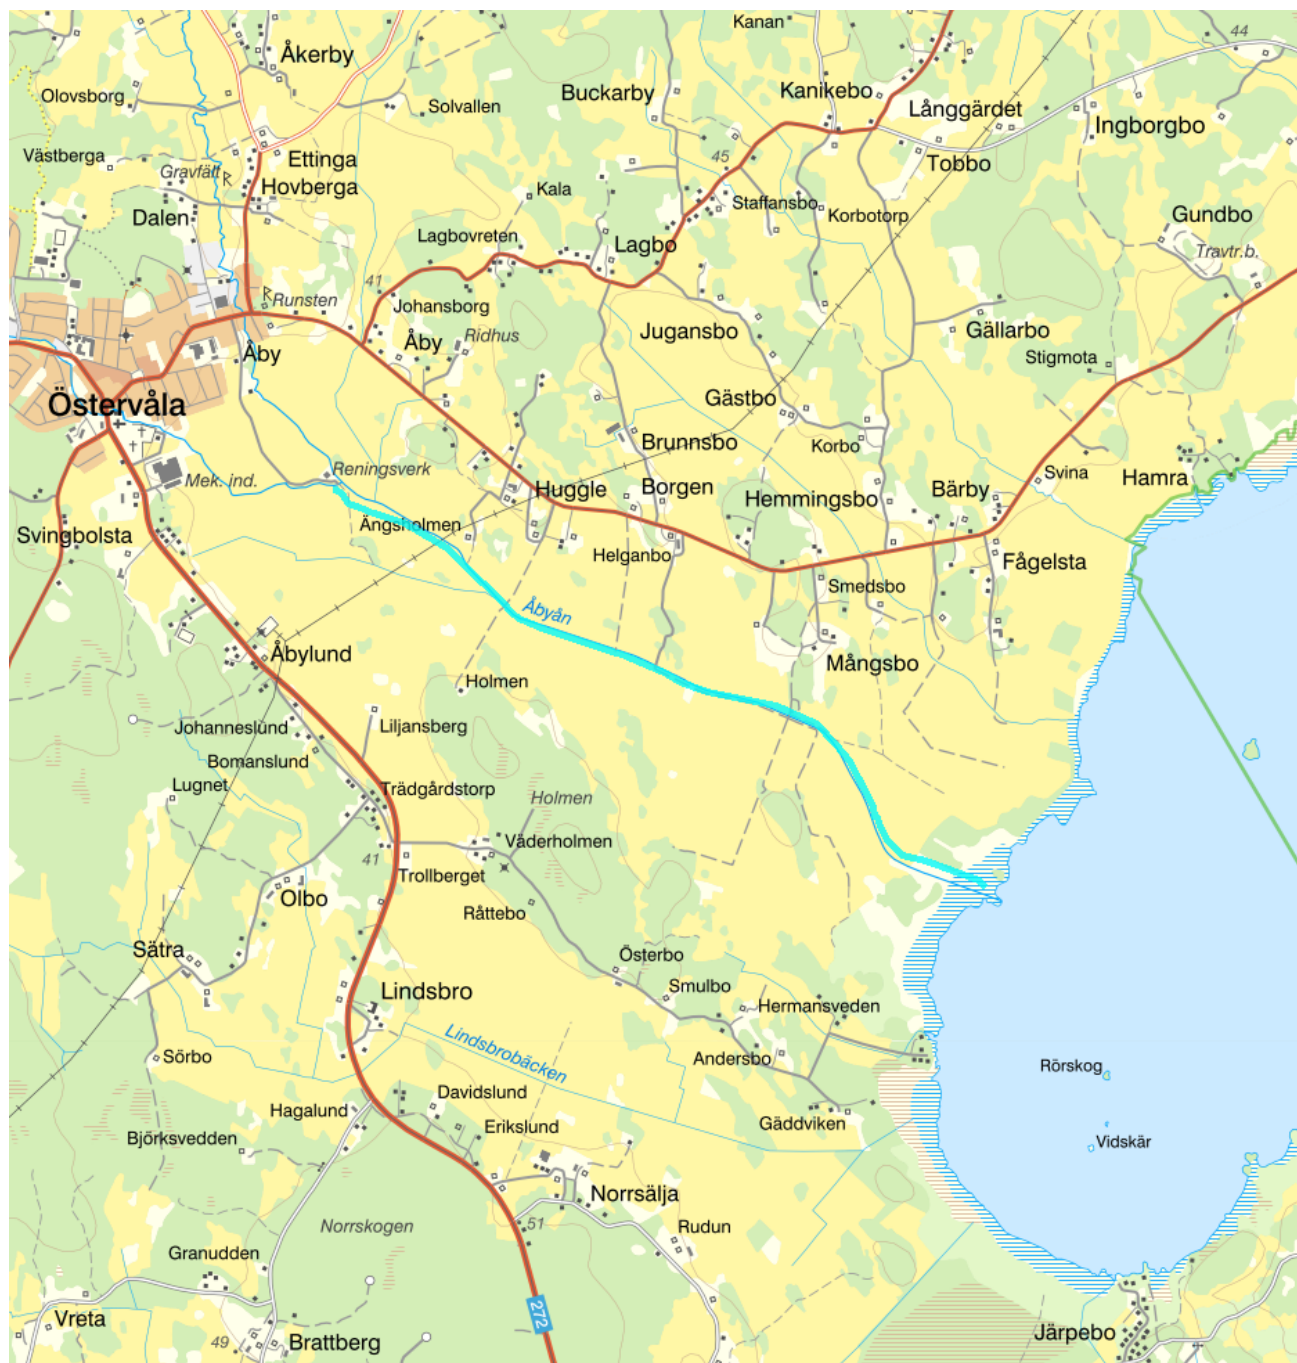 Kanan
44
Åkerby
Buckarby
Kanikebo
Olovsborg
Solvallen
Långgärdet
Ingborgbo
Västberga
Ettinga
45
Tobbo
Gravfält
Hovberga
Kala
Staffansbo
Dalen
Korbotorp
Gundbo
Lagbovreten
Lagbo
Travtr.b.
41
Runsten
Johansborg
Ridhus
Jugansbo
Gällarbo
Åby
Åby
Stigmota
Östervåla
Gästbo
Brunnsbo
Korbo
Reningsverk
Mek. ind.
Huggle
Borgen
Hemmingsbo
Bärby
Svina
Hamra
Ängsholmen
Svingbolsta
Helganbo
Fågelsta
Smedsbo
Åbyån
Åbylund
Mångsbo
Holmen
Johanneslund
Liljansberg
Bomanslund
Lugnet
Trädgårdstorp
Holmen
Väderholmen
41
Trollberget
Olbo
Råttebo
Sätra
Österbo
Smulbo
Lindsbro
Hermansveden
Lindsbrobäcken
Sörbo
Andersbo
Rörskog
Davidslund
Hagalund
Gäddviken
Erikslund
Björksvedden
Vidskär
Norrsälja
Norrskogen
51
Rudun
Granudden
272
Vreta
Järpebo
49
Brattberg